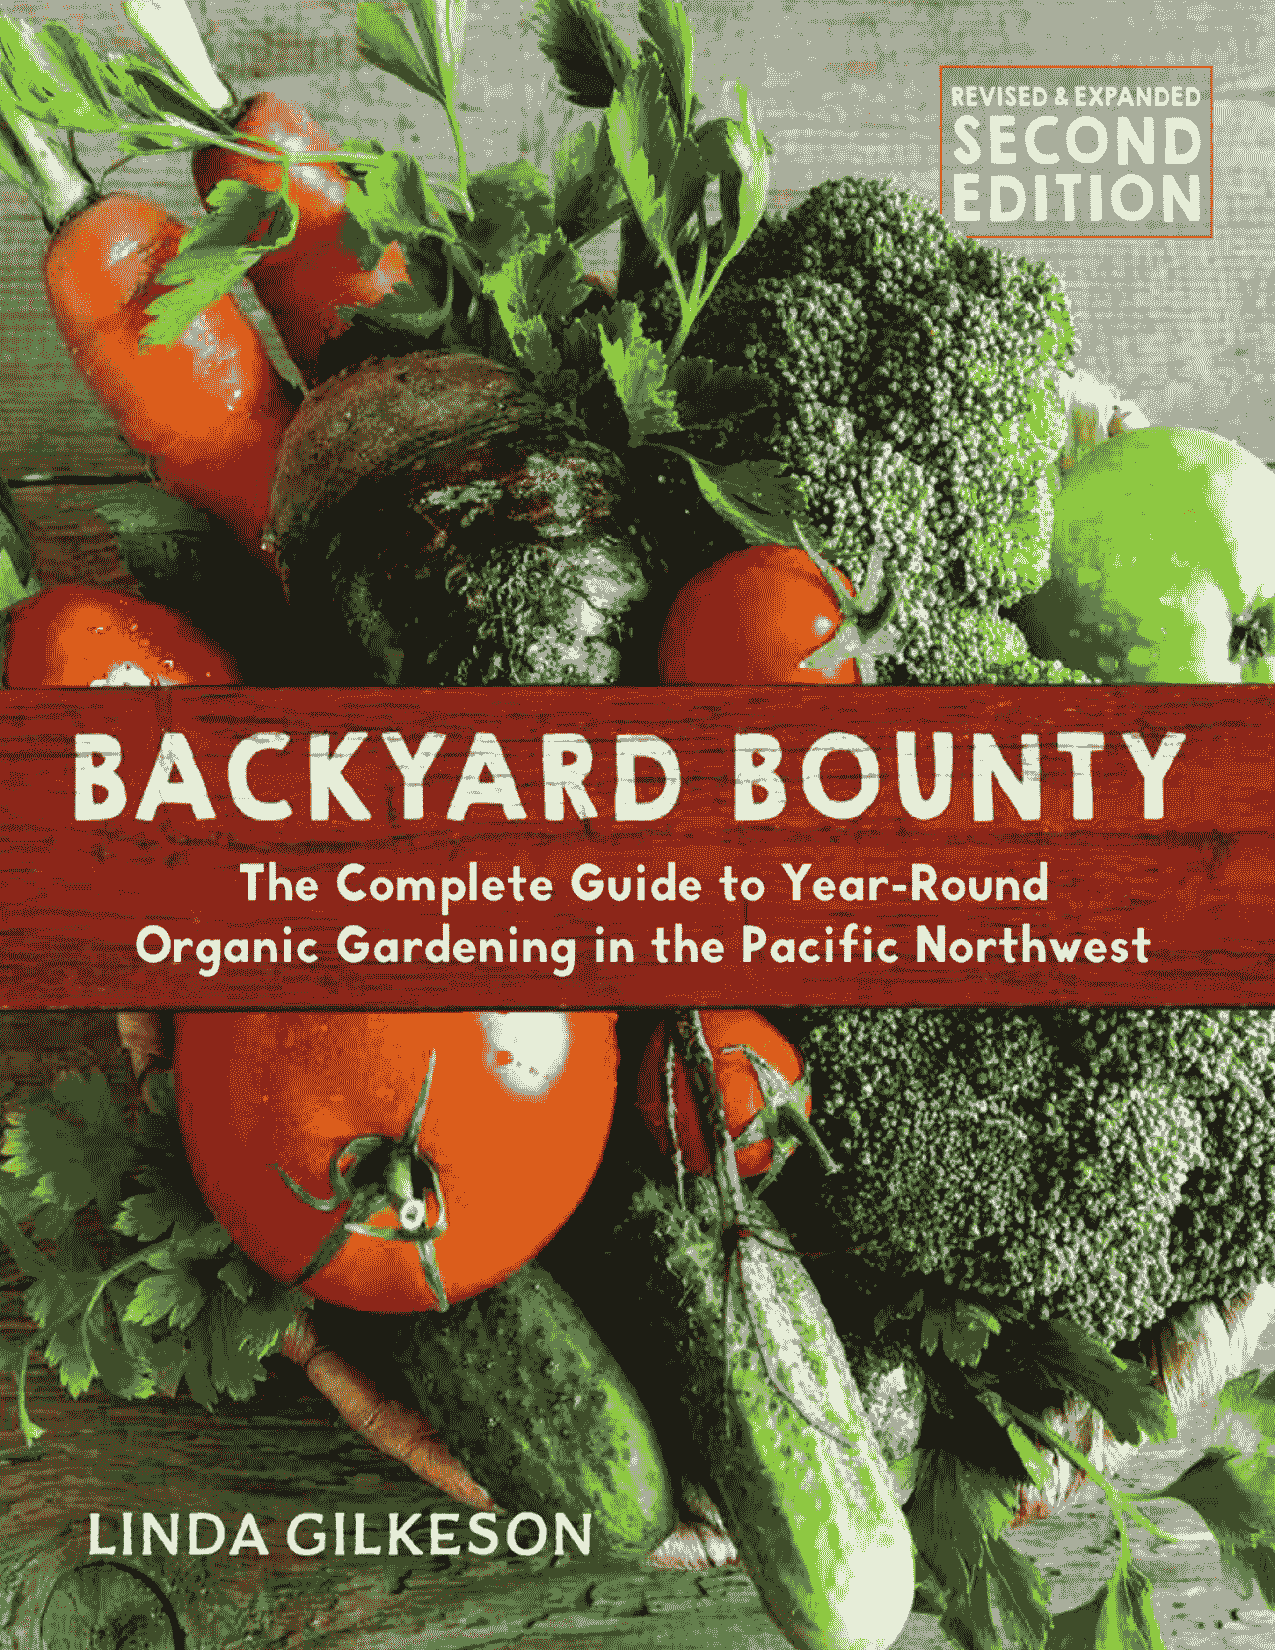 REVISED & EXPANDED
SECOND
EDITION
BACKYARD BOUNTY
The Complete Guide to Year-Round
Organic Gardening in the Pacific Northwest
LINDA GILKESON